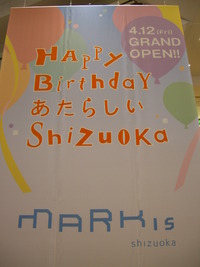 4.12(Fri)
GRAND
OPEN!!
HAPPY
BirthdAY
あたらしい
ShiZuoKa
MARK IS
shizuoka